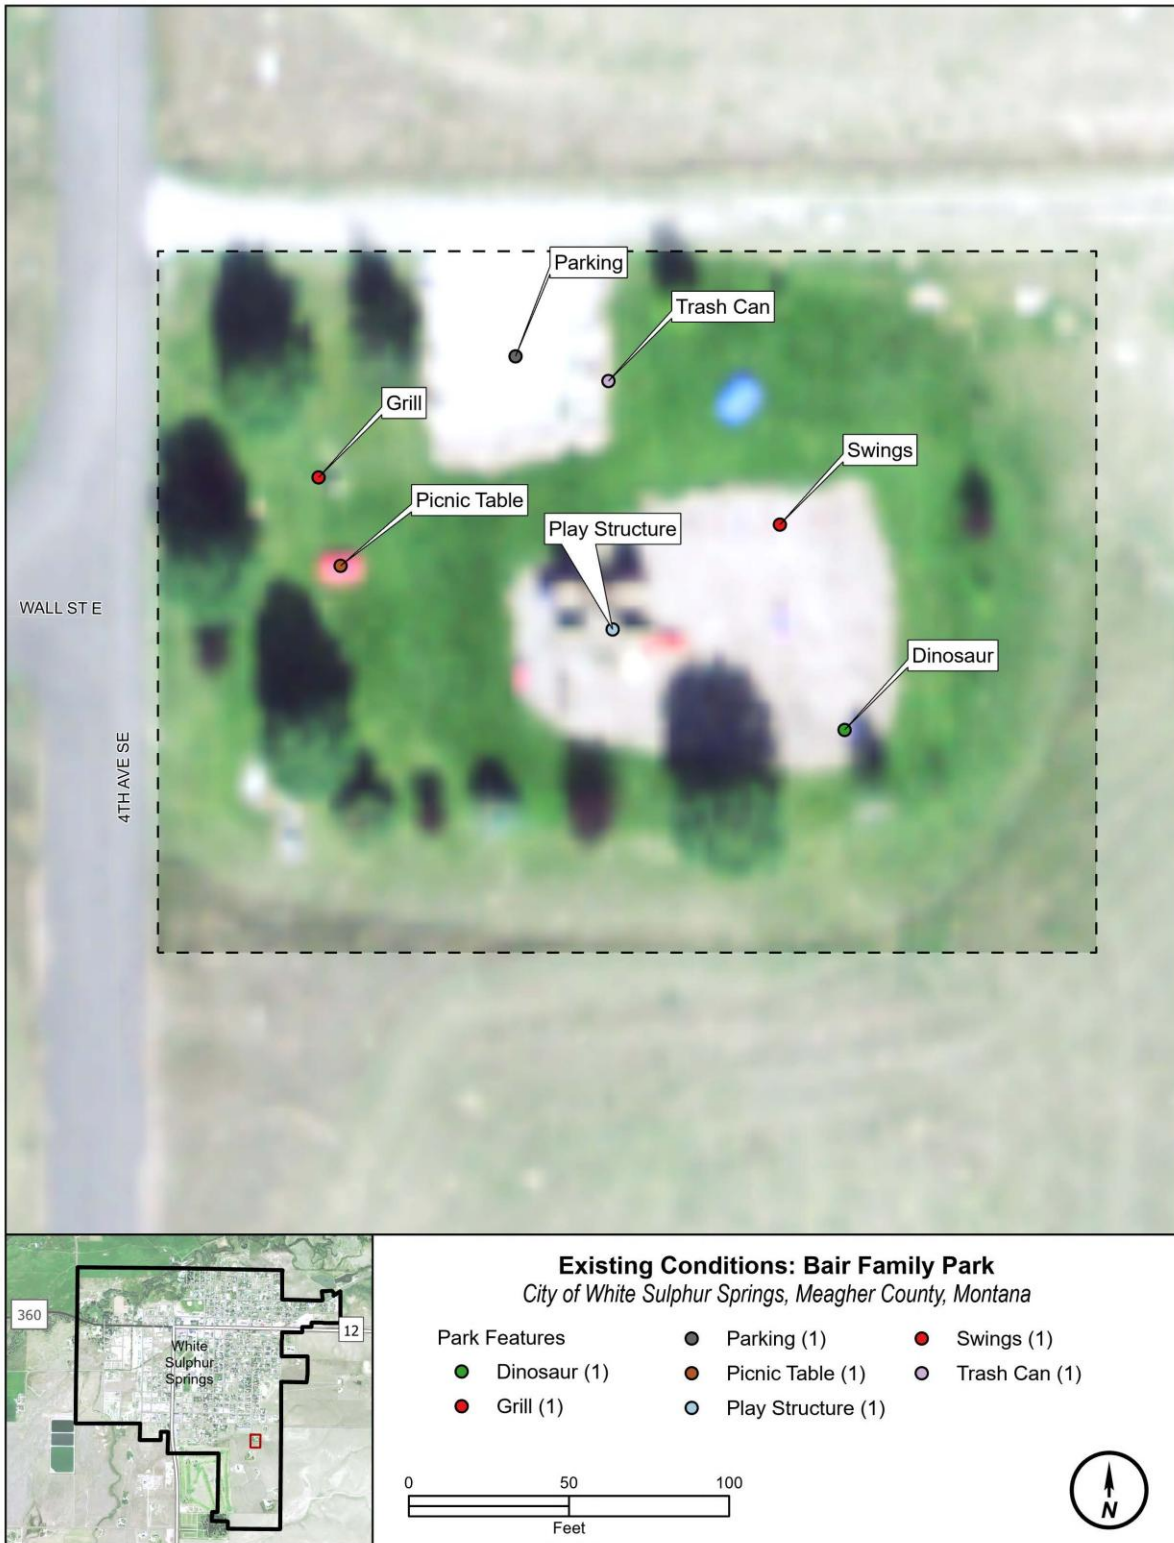 Parking
Trash Can
Grill
Swings
Picnic Table
Play Structure
WALL ST E
Dinosaur
4TH AVE SE
360
12
White
Sulphur
Springs
Existing Conditions: Bair Family Park
City of White Sulphur Springs, Meagher County, Montana
Park Features
Dinosaur (1)
Grill (1)
Parking (1)
Picnic Table (1)
Play Structure (1)
Swings (1)
Trash Can (1)
0 50 100
Feet
N